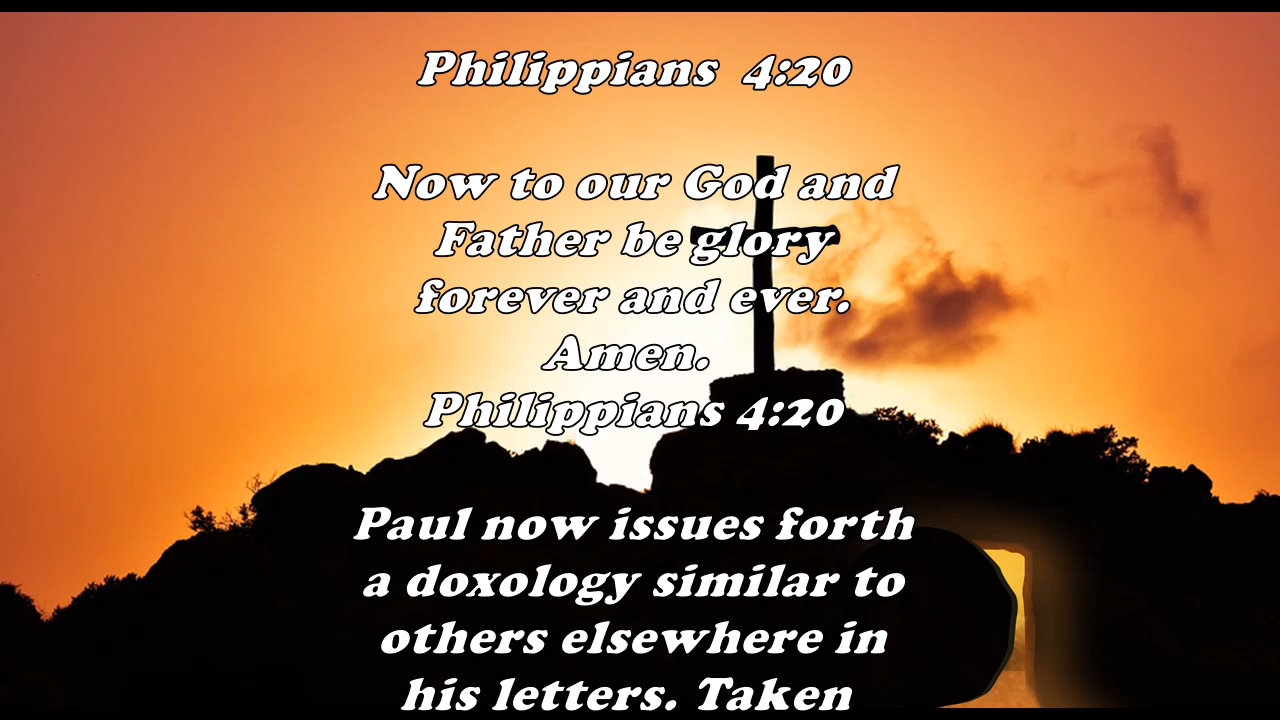 Philippians 4:20
Now to our God and
Father be glory
forever and ever.
Amen.
Philippians 4:20
Paul now issues forth
a doxology similar to
others elsewhere in
his letters. Taken